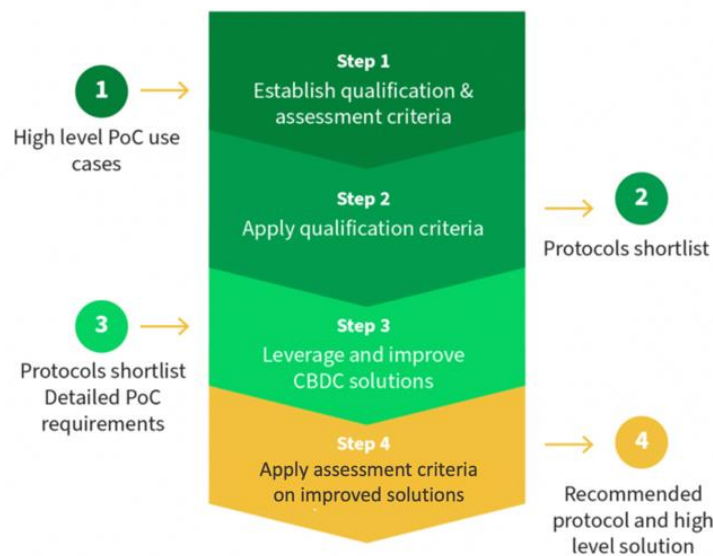 Step 1
Establish qualification &
assessment criteria
1
High level PoC use
cases
Step 2
Apply qualification criteria
2
Protocols shortlist
Step 3
Leverage and improve
CBDC solutions
3
Protocols shortlist
Detailed PoC
requirements
Step 4
Apply assessment criteria
on improved solutions
4
Recommended
protocol and high
level solution